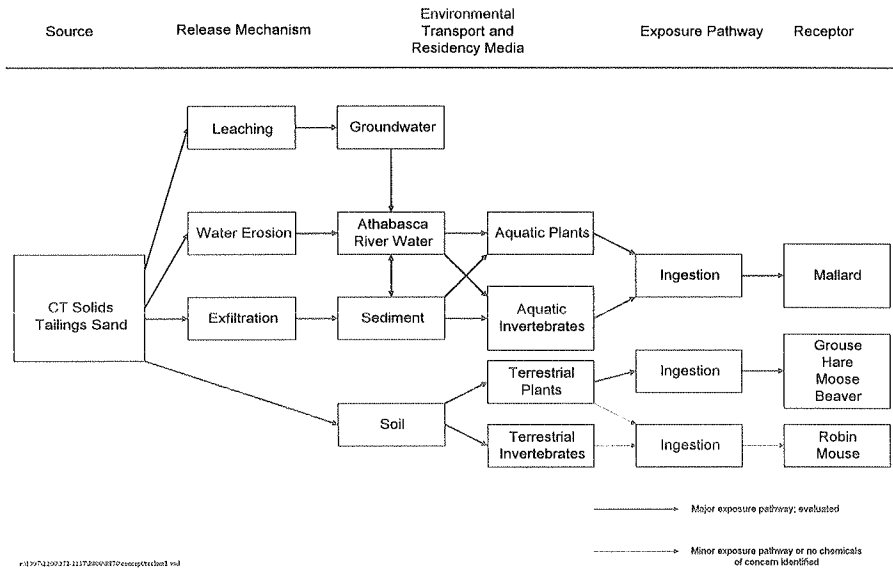 Source
Release Mechanism
Environmental
Transport and
Residency Media
Exposure Pathway
Receptor
Leaching
Groundwater
Water Erosion
Athabasca
River Water
Aquatic Plants
CT Solids
Tailings Sand
Ingestion
Mallard
Exfiltration
Sediment
Aquatic
Invertebrates
Terrestrial
Plants
Ingestion
Grouse
Hare
Moose
Beaver
Soil
Terrestrial
Invertebrates
Ingestion
Robin
Mouse
Major exposure pathway; evaluated
Minor exposure pathway or no chemicals
of concern identified